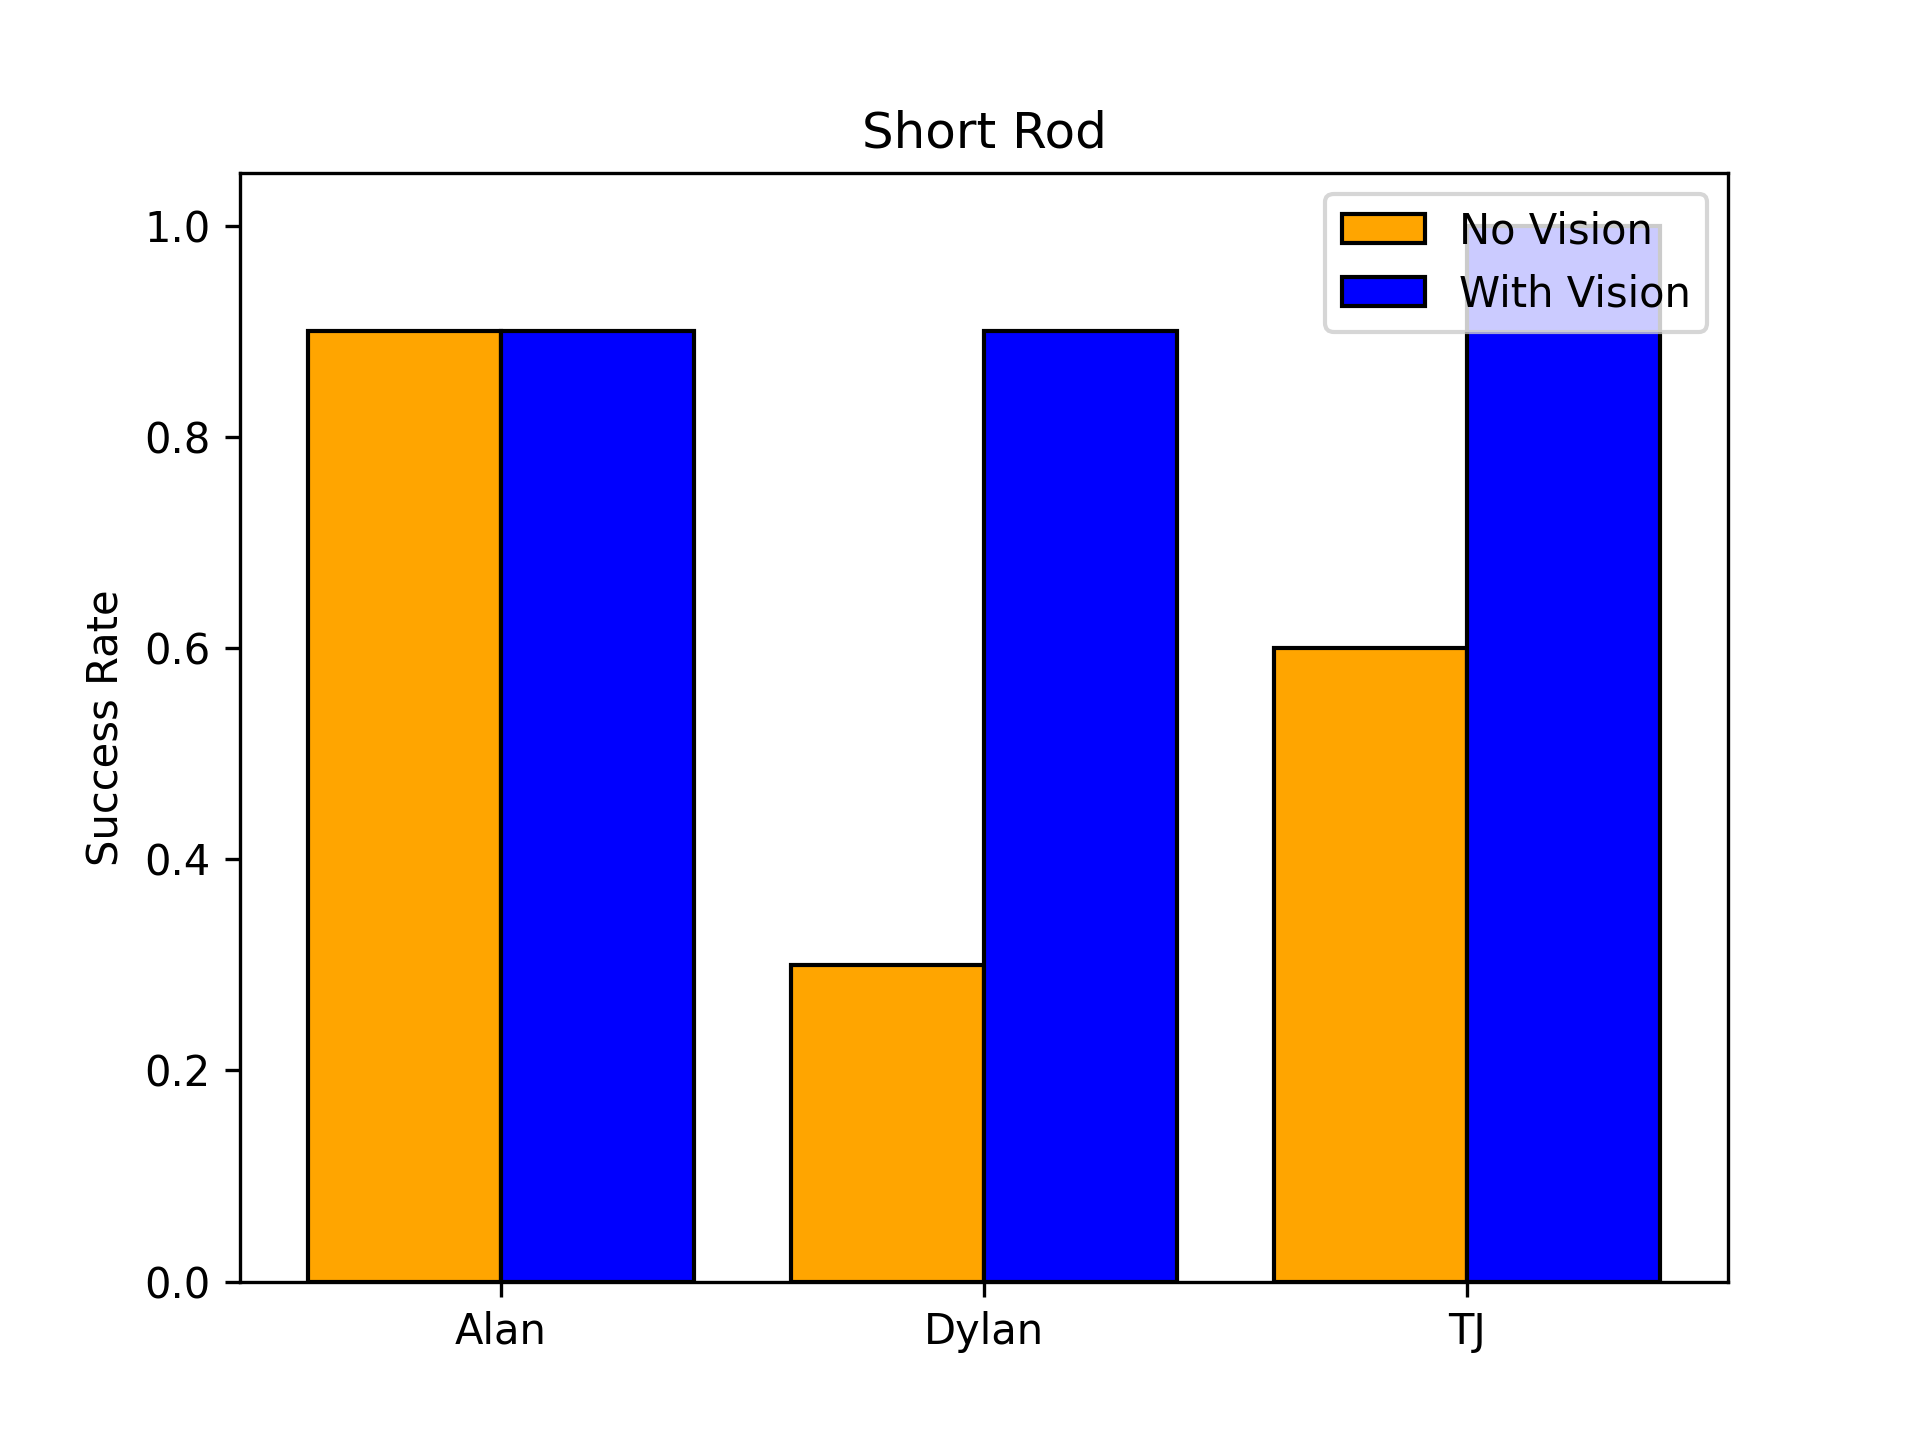 Short Rod
No Vision
With Vision
1.0
0.8
0.6
0.4
0.2
0.0
Success Rate
Alan
Dylan
TJ